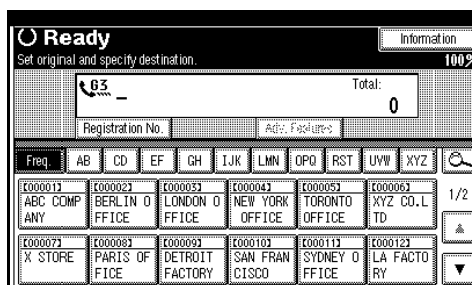 Ready
Information
Set original and specify destination.
100%
G3
Total:
0
Registration No.
Adv. Features
Freq. AB CD EF GH IJK LMN OPQ RST UVW XYZ
[00001] [00002] [00003] [00004] [00005] [00006]
ABC COMP BERLIN O LONDON O NEW YORK TORONTO XYZ CO.L
ANY FFICE FFICE OFFICE OFFICE TD
1/2
[00007] [00008] [00009] [00010] [00011] [00012]
X STORE PARIS OF DETROIT SAN FRAN SYDNEY O LA FACTO
FICE FACTORY CISCO FFICE RY